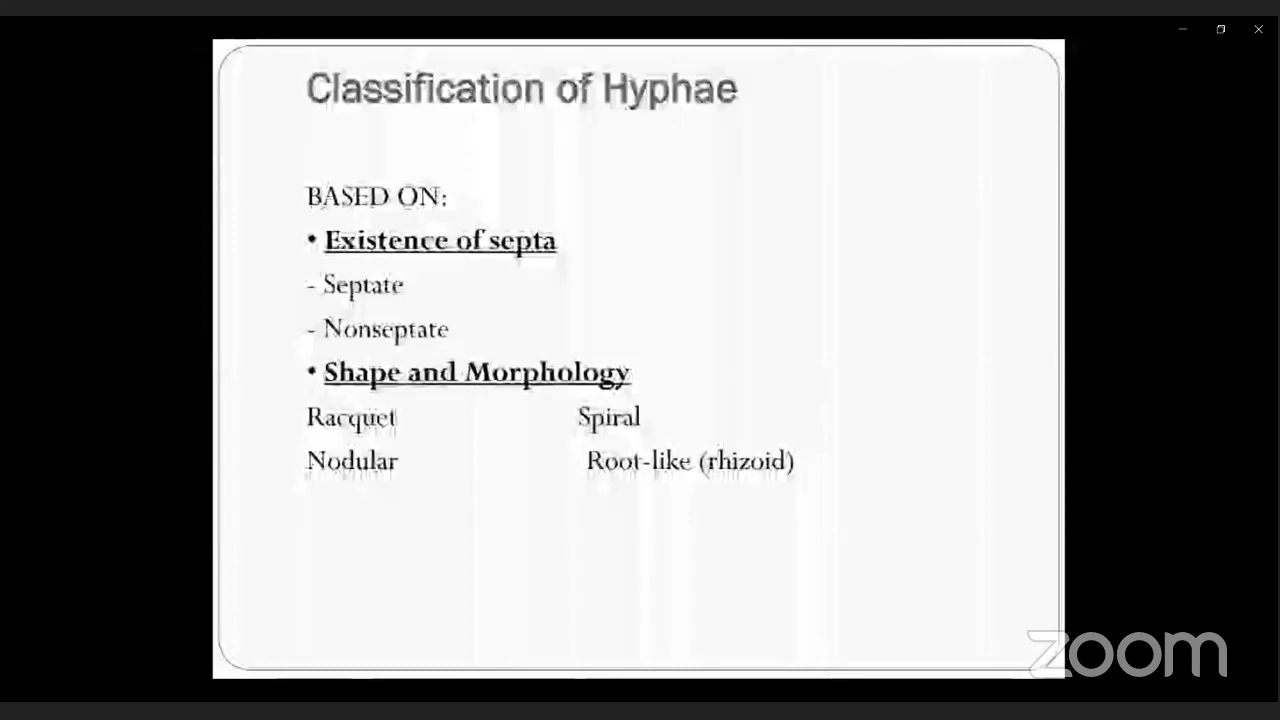 Classification of Hyphae
BASED ON:
• Existence of septa
- Septate
- Nonseptate
• Shape and Morphology
Racquet Spiral
Nodular Root-like (rhizoid)
zoom